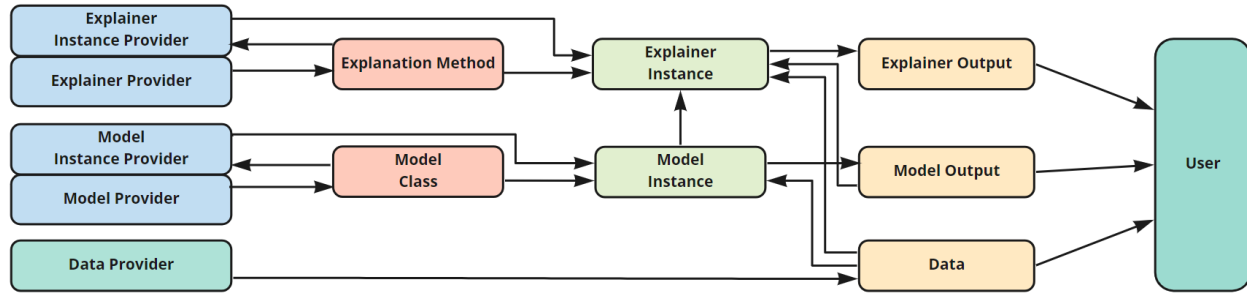 Explainer
Instance Provider
Explainer Provider
Explanation Method
Explainer
Instance
Explainer Output
Model
Instance Provider
Model Provider
Model
Class
Model
Instance
Model Output
User
Data Provider
Data